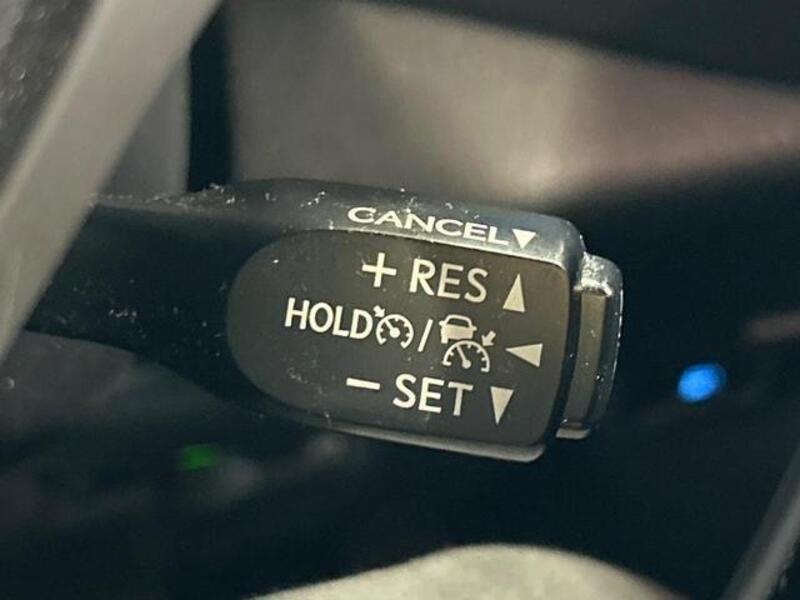 CANCEL▼
+ RES ▲
HOLD / ◀
− SET ▼